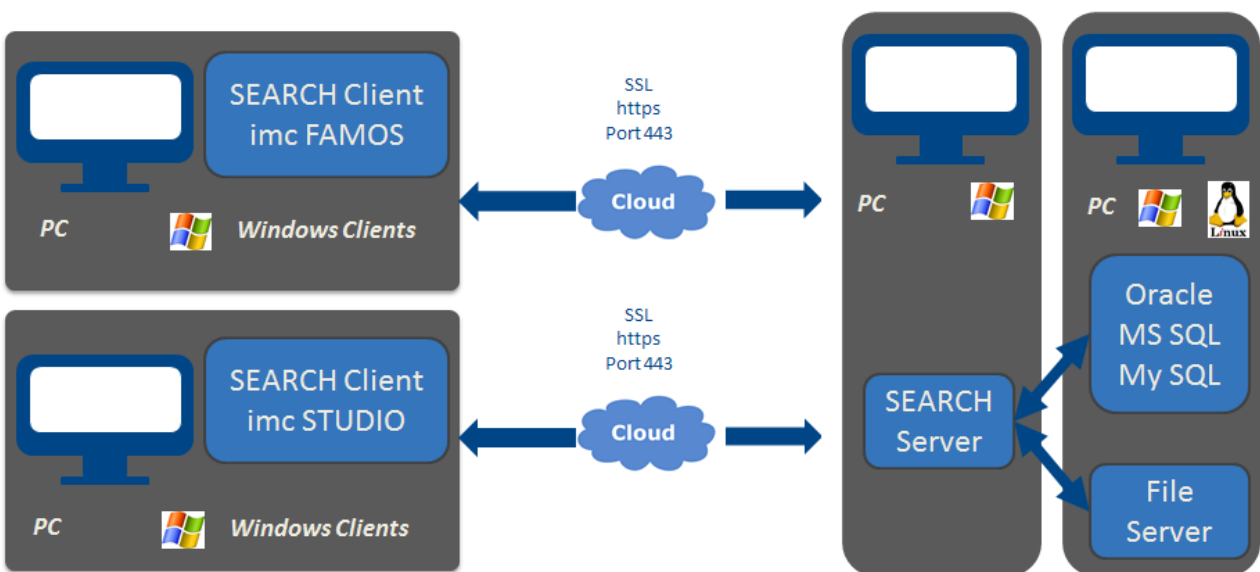 SEARCH Client
imc FAMOS
PC
Windows Clients
SSL
https
Port 443
Cloud
SEARCH Client
imc STUDIO
PC
Windows Clients
SSL
https
Port 443
Cloud
PC
SEARCH
Server
PC
Linux
Oracle
MS SQL
My SQL
File
Server